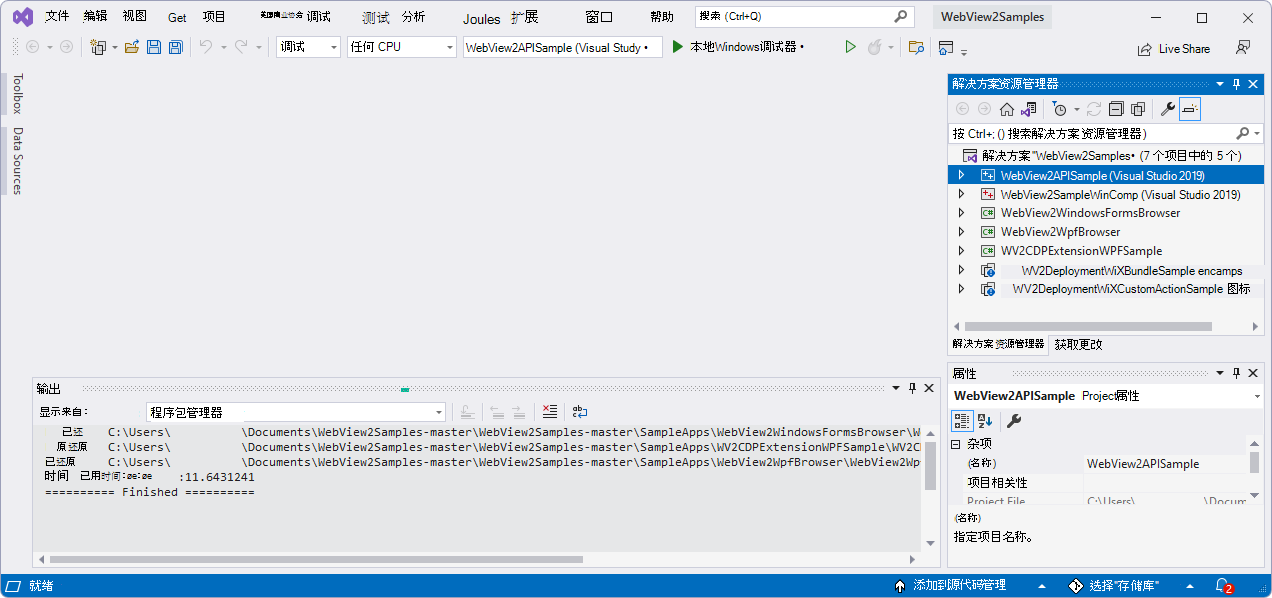 文件 编辑 视图 Get 项目 美国商业协会 调试 测试 分析 Joules 扩展 窗口 帮助 搜索 (Ctrl+Q) WebView2Samples
调试 任何 CPU WebView2APISample (Visual Study • 本地Windows调试器 • Live Share
Toolbox
Data Sources
解决方案资源管理器
按 Ctrl+; () 搜索解决方案资源管理器)
解决方案"WebView2Samples• (7 个项目中的 5 个)
WebView2APISample (Visual Studio 2019)
WebView2SampleWinComp (Visual Studio 2019)
WebView2WindowsFormsBrowser
WebView2WpfBrowser
WV2CDPExtensionWPFSample
WV2DeploymentWiXBundleSample encamps
WV2DeploymentWiXCustomActionSample 图标
解决方案资源管理器 获取更改
输出
显示来自: 程序包管理器
已还 C:\Users\ \Documents\WebView2Samples-master\WebView2Samples-master\SampleApps\WebView2WindowsFormsBrowser\W
原还原 C:\Users\ \Documents\WebView2Samples-master\WebView2Samples-master\SampleApps\WV2CDPExtensionWPFSample\WV2C
已还原 C:\Users\ \Documents\WebView2Samples-master\WebView2Samples-master\SampleApps\WebView2WpfBrowser\WebView2Wp
时间 已用时间:øe:øe :11.6431241
========== Finished ==========
属性
WebView2APISample Project属性
杂项
(名称) WebView2APISample
项目相关性
Project File C:\Users\ \Docum
(名称)
指定项目名称。
就绪 添加到源代码管理 选择"存储库" 2